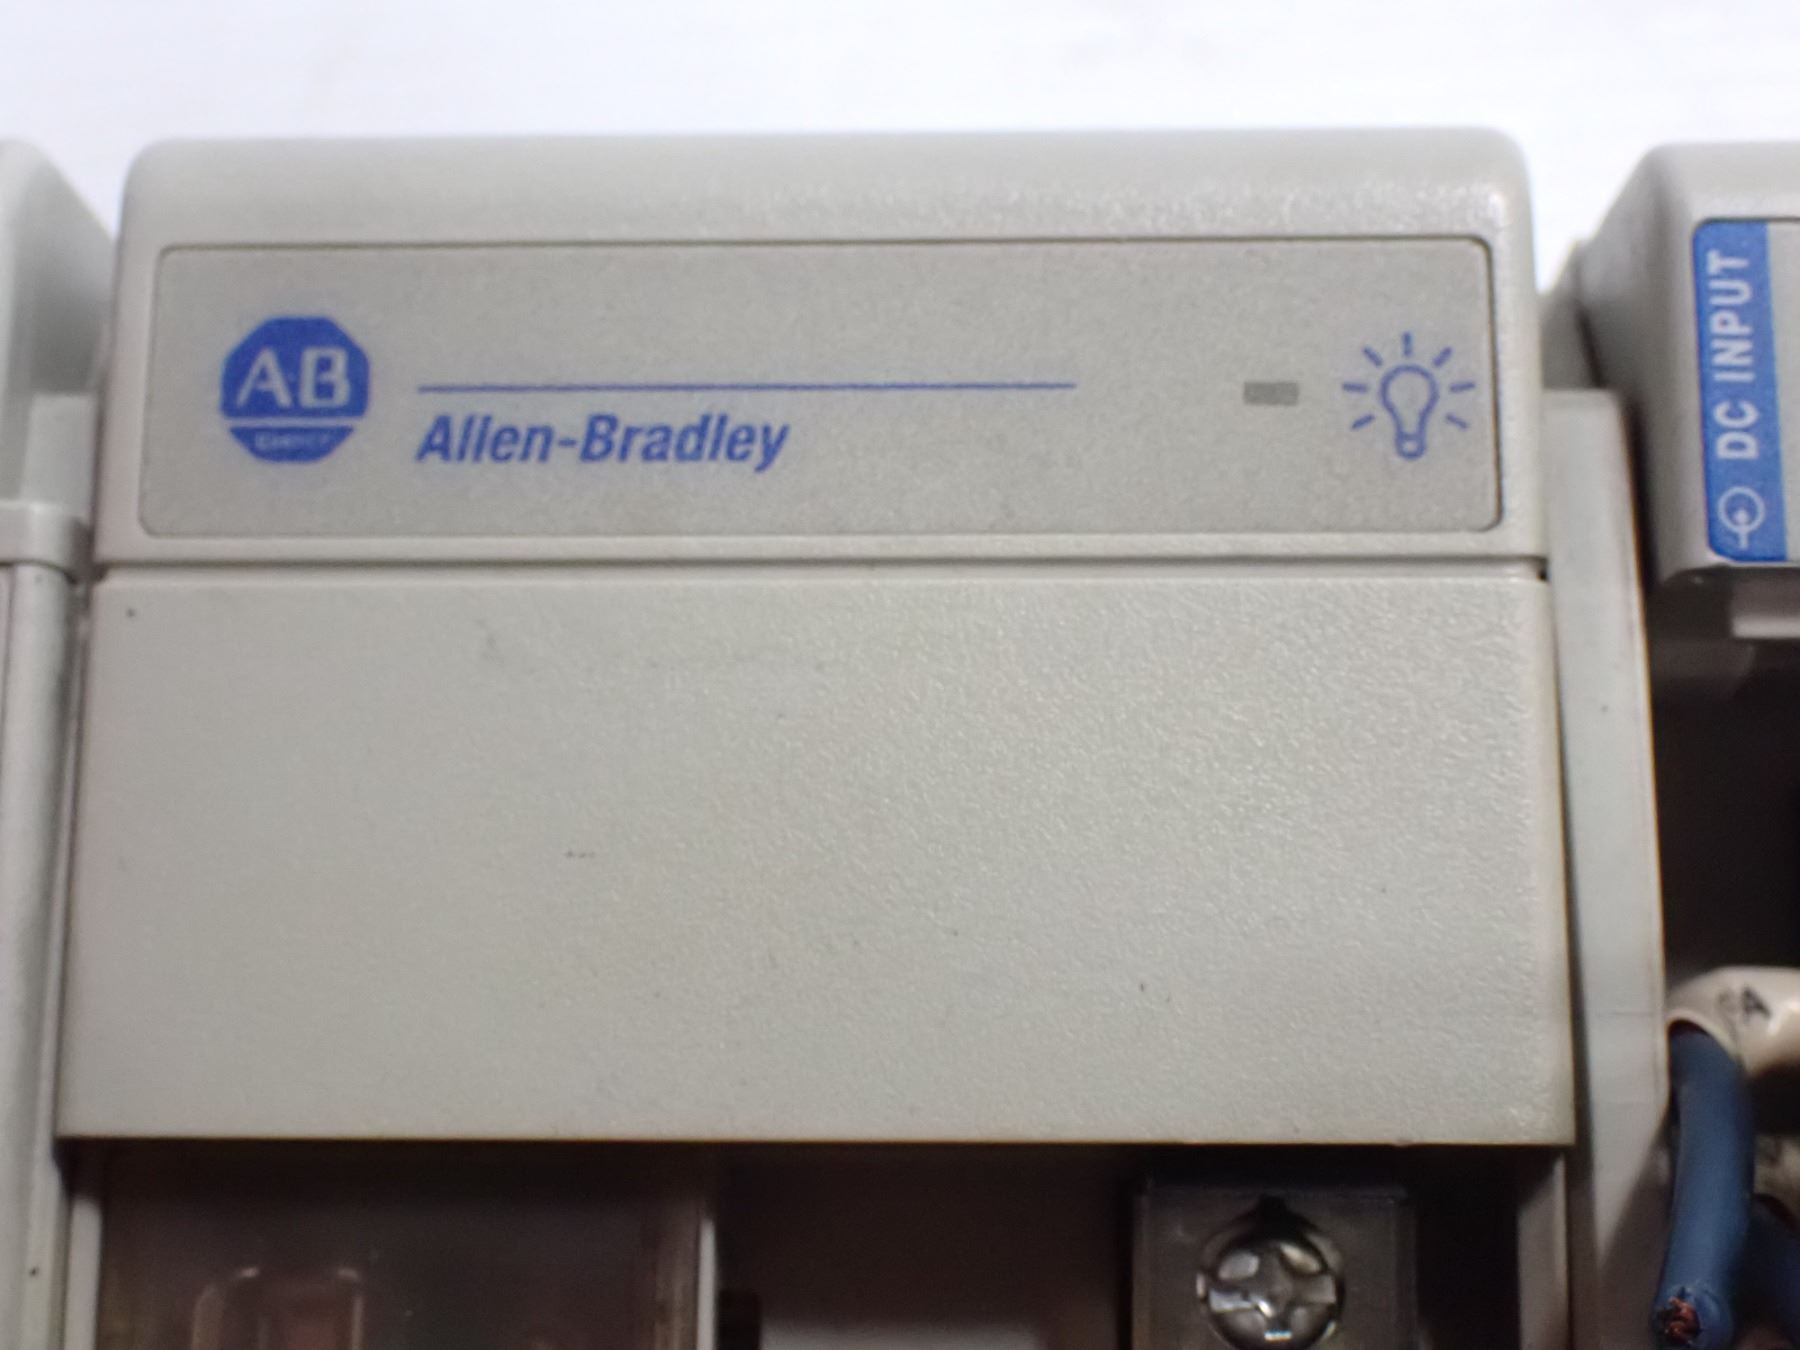 AB
Allen-Bradley
DC INPUT